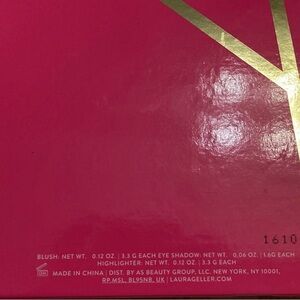 1610
BLUSH: NET WT. 0.12 OZ. | 3.3 G EACH EYE SHADOW: NET WT. 0.06 OZ. | 1.6G EACH
HIGHLIGHTER: NET WT. 0.12 OZ. | 3.3 G EACH
MADE IN CHINA | DIST. BY AS BEAUTY GROUP, LLC. NEW YORK, NY 10001,
RP.MSL, BL95NB, UK | LAURAGELLER.COM